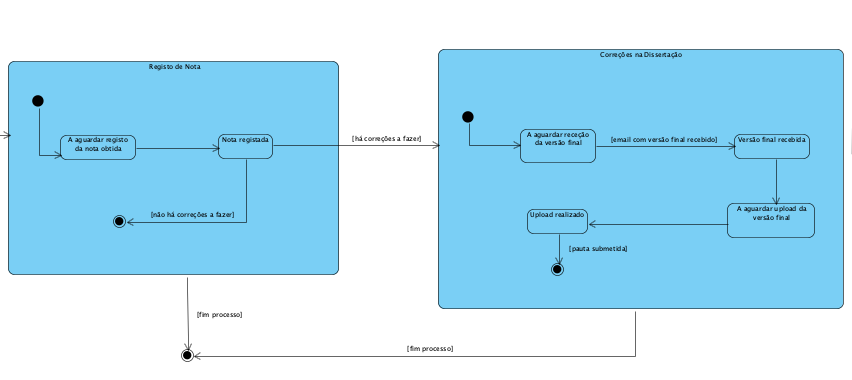 Registo de Nota
A aguardar registo
da nota obtida
Nota registada
[não há correções a fazer]
[há correções a fazer]
Correções na Dissertação
A aguardar receção
da versão final
[email com versão final recebido]
Versão final recebida
A aguardar upload da
versão final
Upload realizado
[pauta submetida]
[fim processo]
[fim processo]